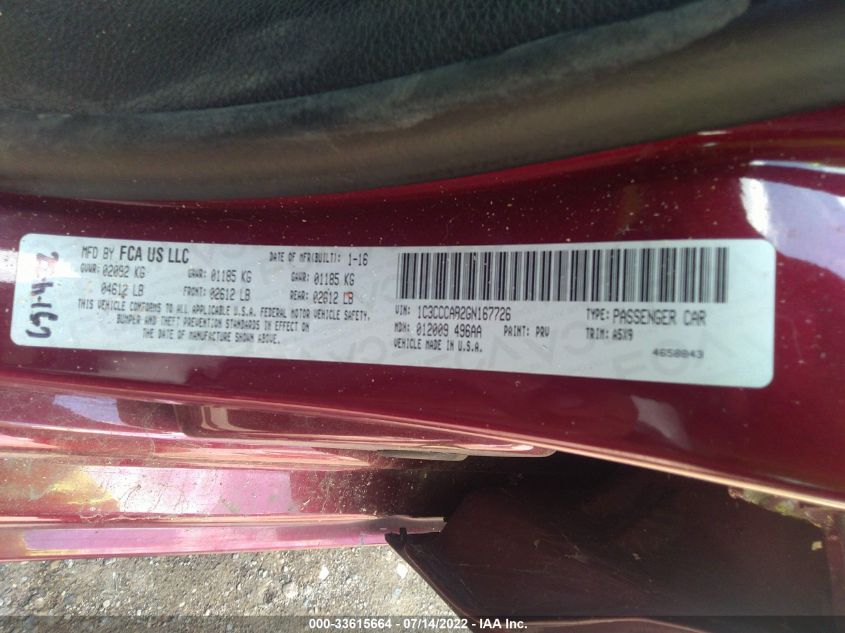 MFD BY FCA US LLC DATE OF MFR(BUILT): 1-16
GVWR: 02092 KG GAWR: 01185 KG GAWR: 01185 KG
04612 LB FRONT: 02612 LB REAR: 02612 LB
THIS VEHICLE CONFORMS TO ALL APPLICABLE U.S.A. FEDERAL MOTOR VEHICLE SAFETY,
BUMPER AND THEFT PREVENTION STANDARDS IN EFFECT ON
THE DATE OF MANUFACTURE SHOWN ABOVE.
VIN: 1C3CCCAR2GN167726 TYPE: PASSENGER CAR
MDH: 012009 496AA PAINT: PRV TRIM: A5X9
VEHICLE MADE IN U.S.A. 4658843
000-33615664 - 07/14/2022 - IAA Inc.